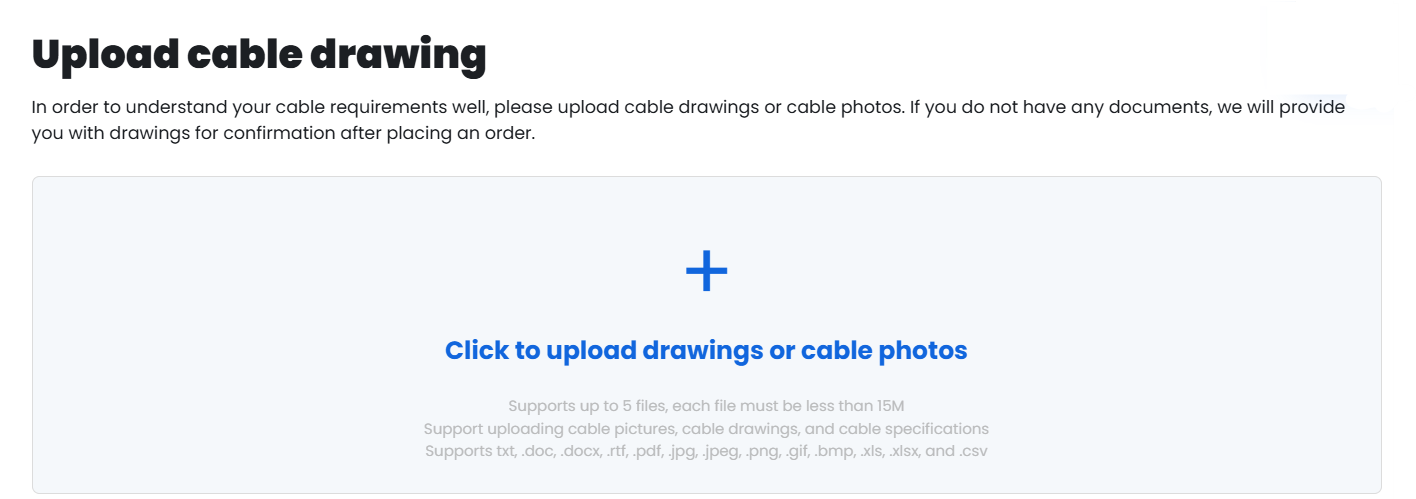 Upload cable drawing
In order to understand your cable requirements well, please upload cable drawings or cable photos. If you do not have any documents, we will provide
you with drawings for confirmation after placing an order.
Click to upload drawings or cable photos
Supports up to 5 files, each file must be less than 15M
Support uploading cable pictures, cable drawings, and cable specifications
Supports txt, .doc, .docx, .rtf, .pdf, .jpg, .jpeg, .png, .gif, .bmp, .xls, .xlsx, and .csv